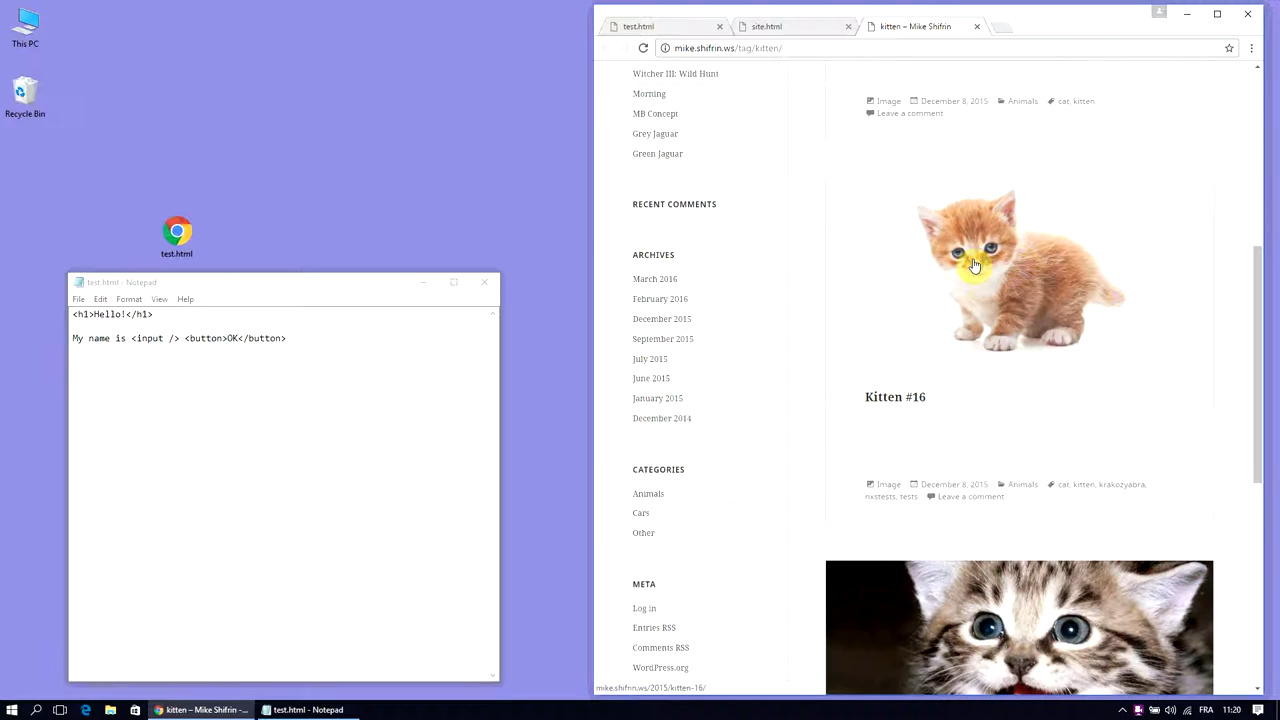 This PC
Recycle Bin
test.html
test.html - Notepad
File Edit Format View Help
<h1>Hello!</h1>
My name is <input /> <button>OK</button>
test.html
site.html
kitten – Mike Shifrin
mike.shifrin.ws/tag/kitten/
Witcher III: Wild Hunt
Morning
MB Concept
Grey Jaguar
Green Jaguar
RECENT COMMENTS
ARCHIVES
March 2016
February 2016
December 2015
September 2015
July 2015
June 2015
January 2015
December 2014
CATEGORIES
Animals
Cars
Other
META
Log in
Entries RSS
Comments RSS
WordPress.org
Image December 8, 2015 Animals cat, kitten
Leave a comment
Kitten #16
Image December 8, 2015 Animals cat, kitten, krakozyabra,
nxstests, tests Leave a comment
mike.shifrin.ws/2015/kitten-16/
kitten – Mike Shifrin -...
test.html - Notepad
FRA
11:20